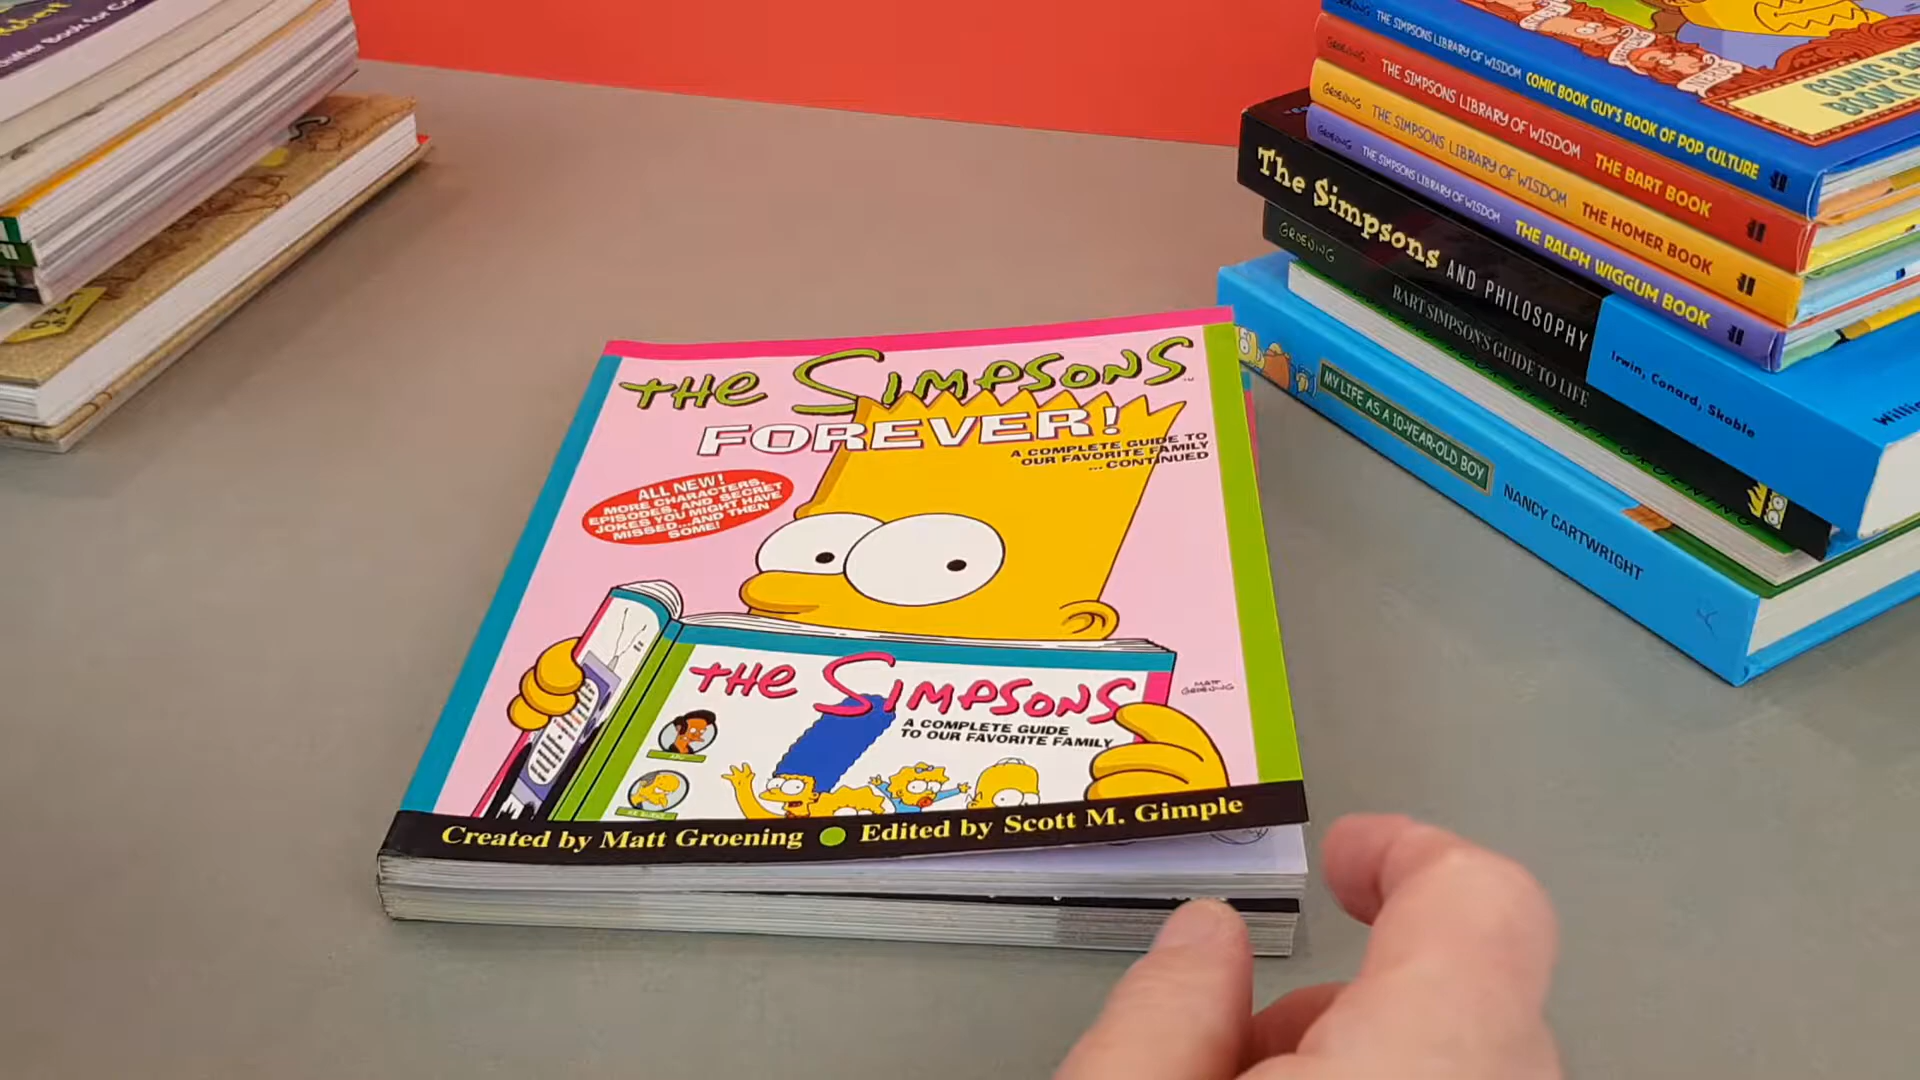 THE SIMPSONS
FOREVER!
A COMPLETE GUIDE TO
OUR FAVORITE FAMILY
...CONTINUED
ALL NEW!
MORE CHARACTERS,
EPISODES, AND SECRET
JOKES YOU MIGHT HAVE
MISSED...AND THEN
SOME!
THE SIMPSONS
A COMPLETE GUIDE
TO OUR FAVORITE FAMILY
MATT
GROENING
Created by Matt Groening Edited by Scott M. Gimple
GROENING THE SIMPSONS LIBRARY OF WISDOM COMIC BOOK GUY'S BOOK OF POP CULTURE
GROENING THE SIMPSONS LIBRARY OF WISDOM THE BART BOOK
GROENING THE SIMPSONS LIBRARY OF WISDOM THE HOMER BOOK
GROENING THE SIMPSONS LIBRARY OF WISDOM THE RALPH WIGGUM BOOK
The Simpsons AND PHILOSOPHY Irwin, Conard, Skoble
GROENING BART SIMPSON'S GUIDE TO LIFE
MY LIFE AS A 10-YEAR-OLD BOY NANCY CARTWRIGHT